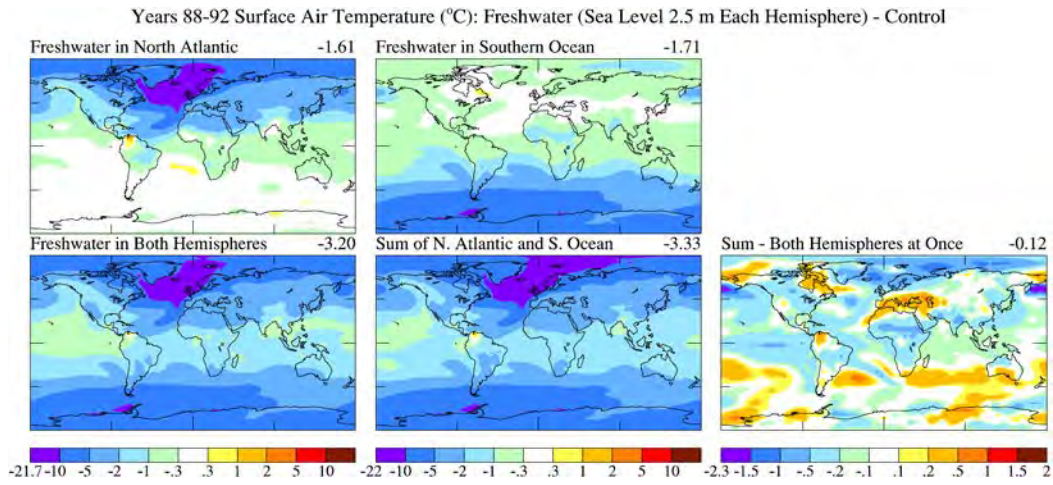 Years 88-92 Surface Air Temperature (°C): Freshwater (Sea Level 2.5 m Each Hemisphere) - Control
Freshwater in North Atlantic -1.61
Freshwater in Southern Ocean -1.71
Freshwater in Both Hemispheres -3.20
Sum of N. Atlantic and S. Ocean -3.33
Sum - Both Hemispheres at Once -0.12
-21.7 -10 -5 -2 -1 -.3 .3 1 2 5 10
-22 -10 -5 -2 -1 -.3 .3 1 2 5 10
-2.3 -1.5 -1 -.5 -.2 -.1 .1 .2 .5 1 1.5 2